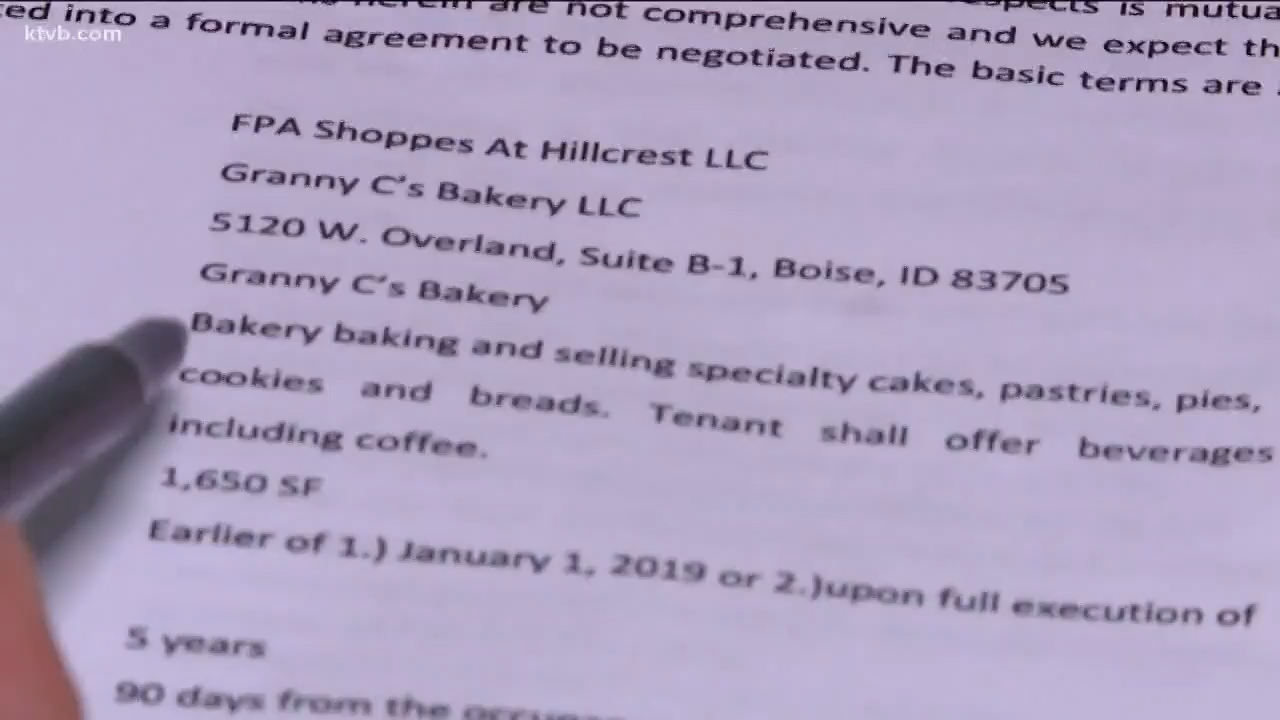 ktvb.com
herein are not comprehensive and we expect th
ed into a formal agreement to be negotiated. The basic terms are
is mutua
FPA Shoppes At Hillcrest LLC
Granny C's Bakery LLC
5120 W. Overland, Suite B-1, Boise, ID 83705
Granny C's Bakery
Bakery baking and selling specialty cakes, pastries, pies,
cookies and breads. Tenant shall offer beverages
including coffee.
1,650 SF
Earlier of 1.) January 1, 2019 or 2.)upon full execution of
5 years
90 days from the